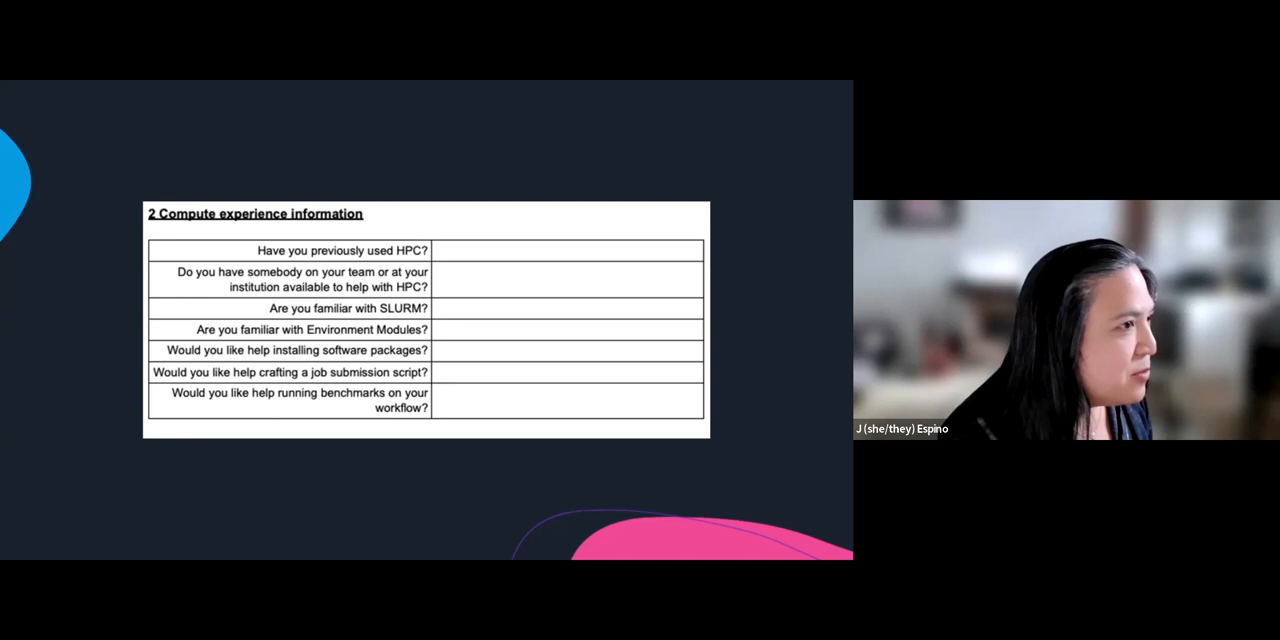 2 Compute experience information
Have you previously used HPC?
Do you have somebody on your team or at your
institution available to help with HPC?
Are you familiar with SLURM?
Are you familiar with Environment Modules?
Would you like help installing software packages?
Would you like help crafting a job submission script?
Would you like help running benchmarks on your
workflow?
J (she/they) Espino